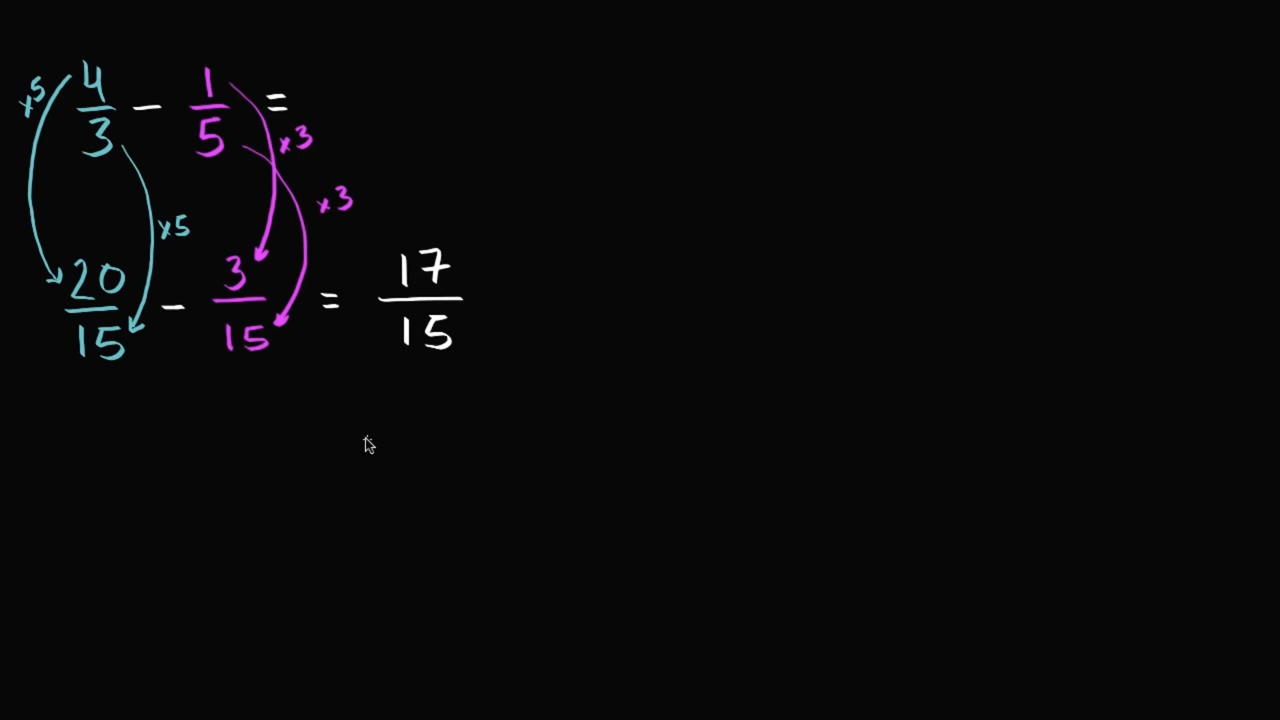 ×5 4/3 − 1/5 =
×3
×3
×5
20/15 − 3/15 = 17/15